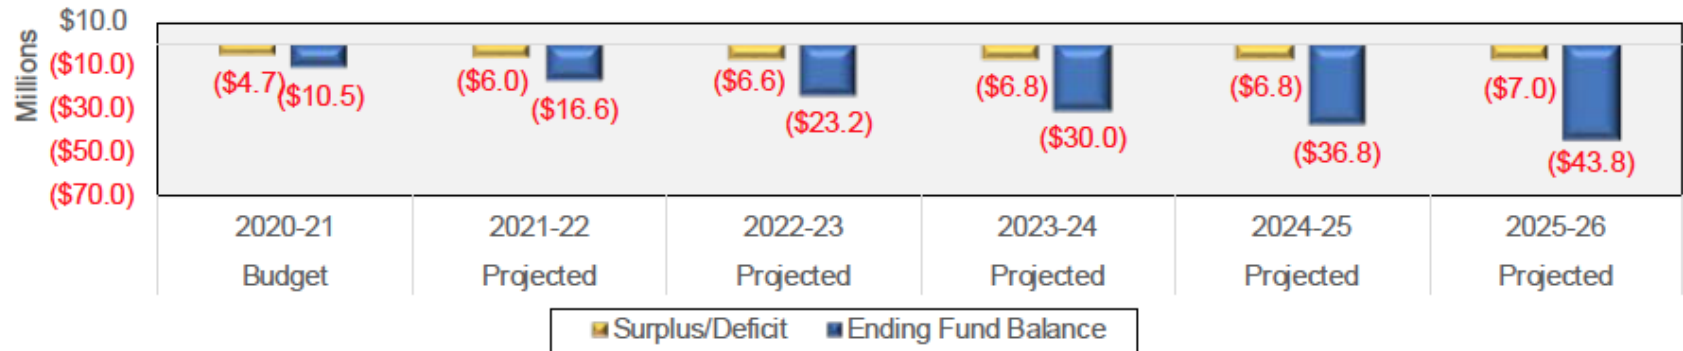 Millions
$10.0
($10.0)
($30.0)
($50.0)
($70.0)
($4.7) ($10.5) ($6.0) ($16.6) ($6.6) ($23.2) ($6.8) ($30.0) ($6.8) ($36.8) ($7.0) ($43.8)
2020-21 2021-22 2022-23 2023-24 2024-25 2025-26
Budget Projected Projected Projected Projected Projected
Surplus/Deficit Ending Fund Balance